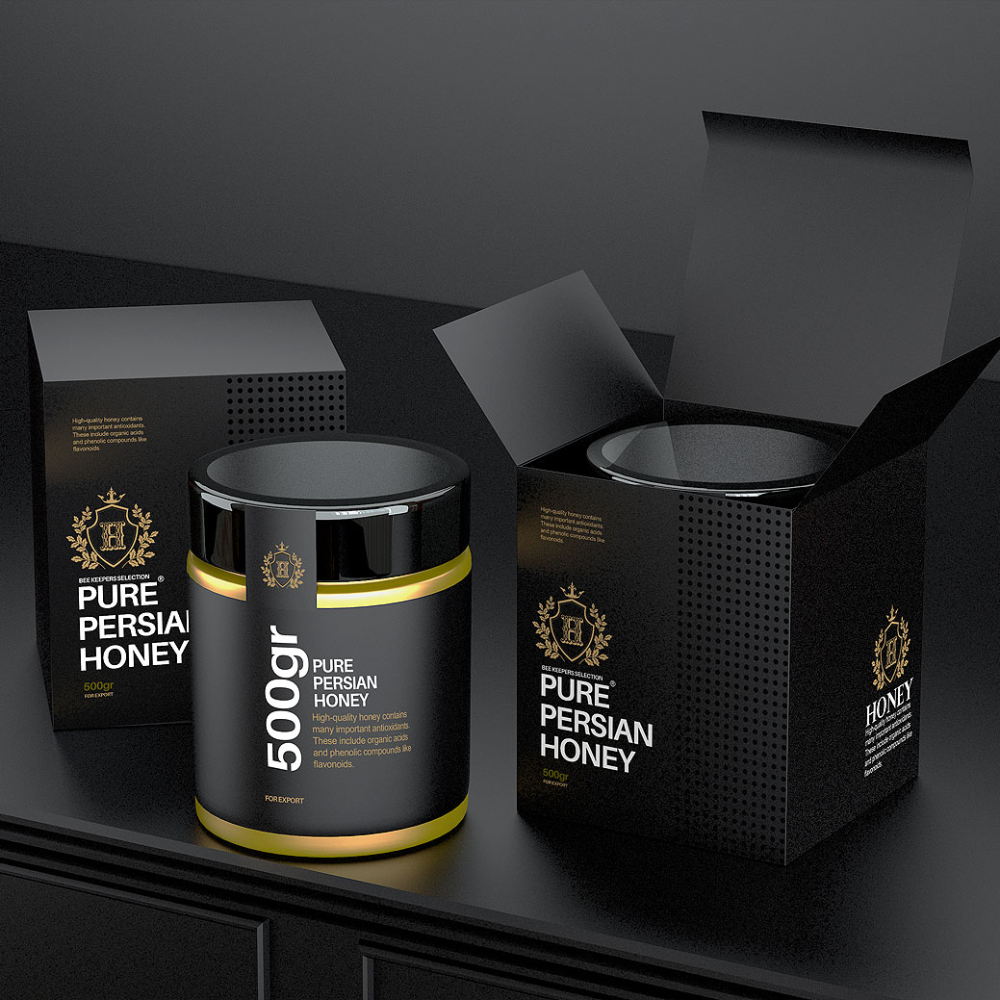 High-quality honey contains
many important antioxidants.
These include organic acids
and phenolic compounds like
flavonoids.
H
BEE KEEPERS SELECTION
PURE®
PERSIAN
HONEY
500gr
FOR EXPORT
H
500gr
PURE
PERSIAN
HONEY
High-quality honey contains
many important antioxidants.
These include organic acids
and phenolic compounds like
flavonoids.
FOR EXPORT
High-quality honey contains
many important antioxidants.
These include organic acids
and phenolic compounds like
flavonoids.
H
BEE KEEPERS SELECTION
PURE®
PERSIAN
HONEY
500gr
FOR EXPORT
H
HONEY
High-quality honey contains
many important antioxidants.
These include organic acids
and phenolic compounds like
flavonoids.